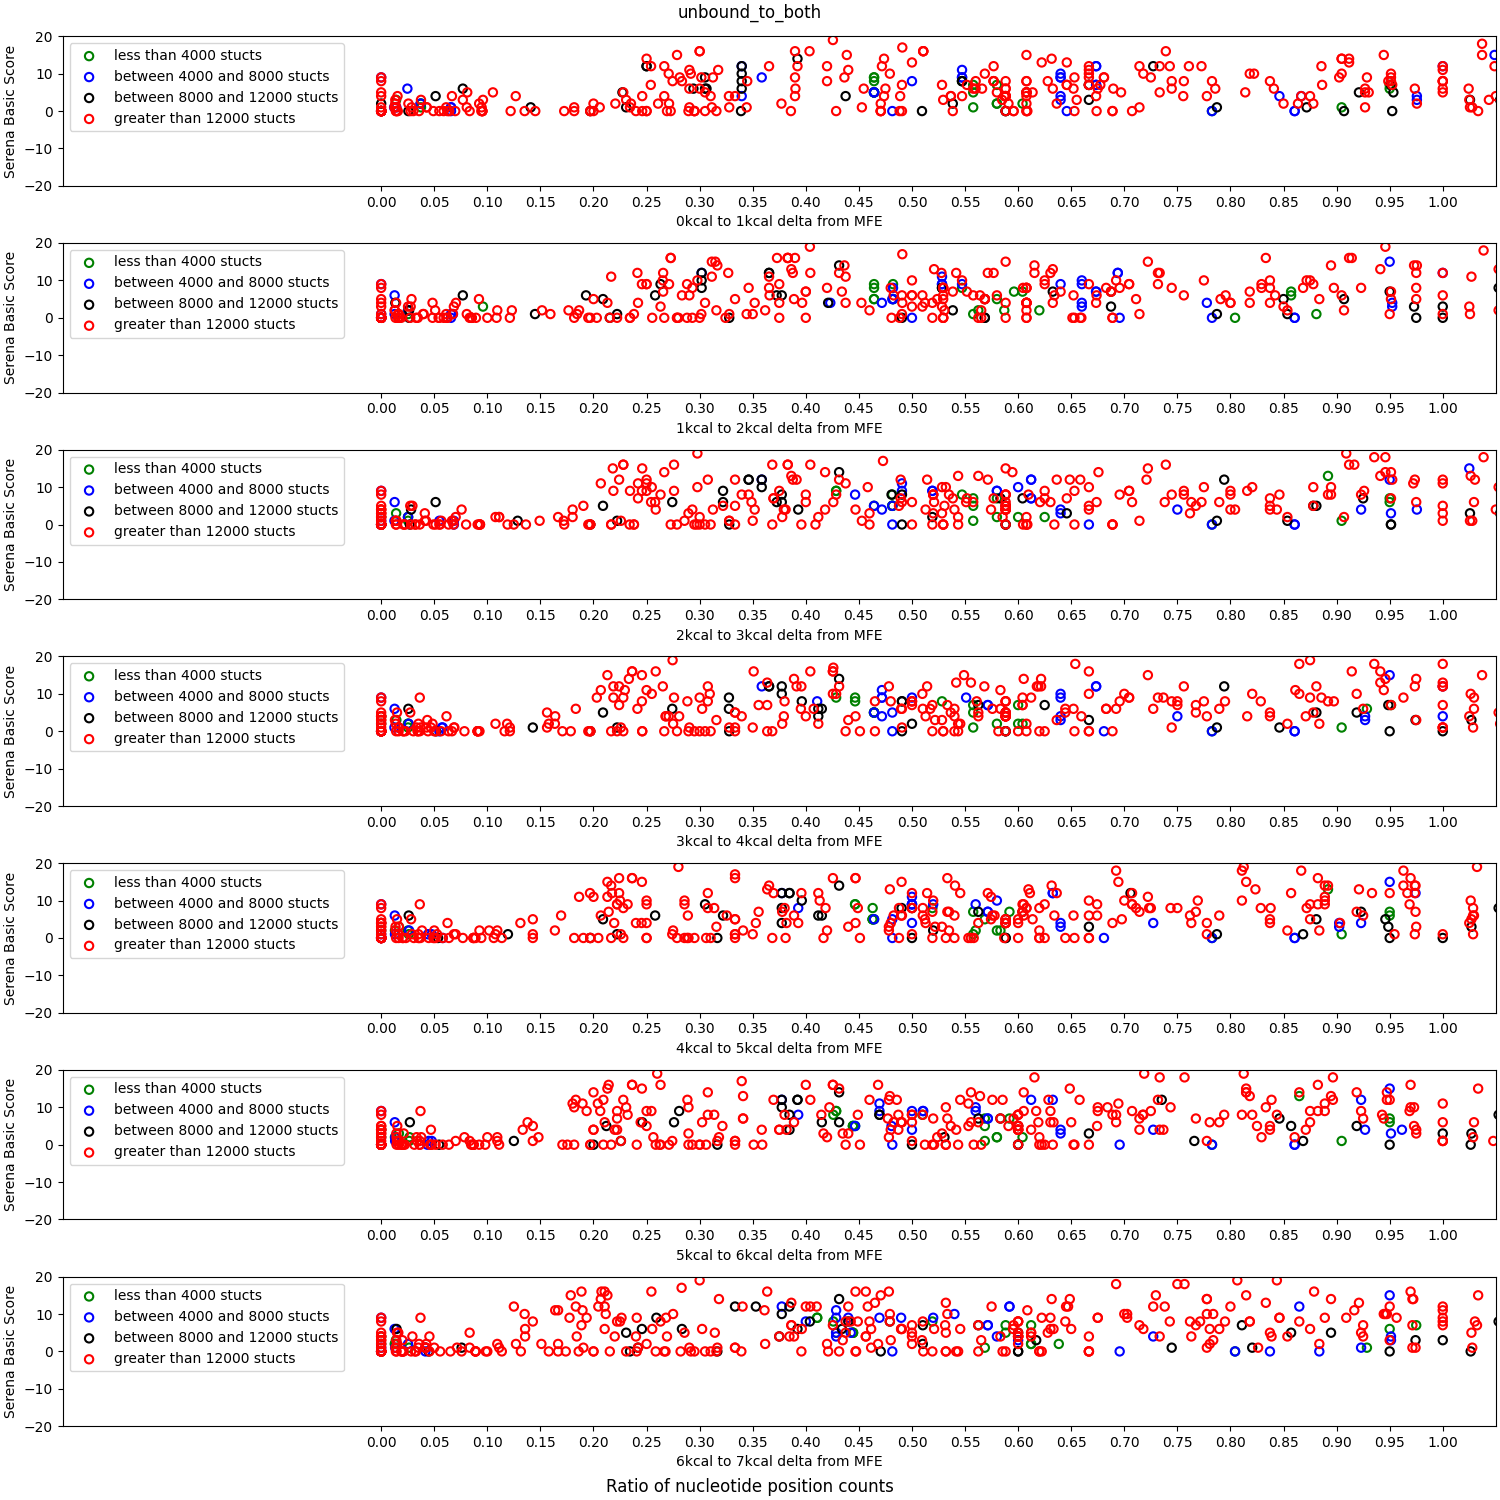 unbound_to_both
Serena Basic Score
20
10
0
−10
−20
less than 4000 stucts
between 4000 and 8000 stucts
between 8000 and 12000 stucts
greater than 12000 stucts
0.00 0.05 0.10 0.15 0.20 0.25 0.30 0.35 0.40 0.45 0.50 0.55 0.60 0.65 0.70 0.75 0.80 0.85 0.90 0.95 1.00
0kcal to 1kcal delta from MFE
Serena Basic Score
20
10
0
−10
−20
less than 4000 stucts
between 4000 and 8000 stucts
between 8000 and 12000 stucts
greater than 12000 stucts
0.00 0.05 0.10 0.15 0.20 0.25 0.30 0.35 0.40 0.45 0.50 0.55 0.60 0.65 0.70 0.75 0.80 0.85 0.90 0.95 1.00
1kcal to 2kcal delta from MFE
Serena Basic Score
20
10
0
−10
−20
less than 4000 stucts
between 4000 and 8000 stucts
between 8000 and 12000 stucts
greater than 12000 stucts
0.00 0.05 0.10 0.15 0.20 0.25 0.30 0.35 0.40 0.45 0.50 0.55 0.60 0.65 0.70 0.75 0.80 0.85 0.90 0.95 1.00
2kcal to 3kcal delta from MFE
Serena Basic Score
20
10
0
−10
−20
less than 4000 stucts
between 4000 and 8000 stucts
between 8000 and 12000 stucts
greater than 12000 stucts
0.00 0.05 0.10 0.15 0.20 0.25 0.30 0.35 0.40 0.45 0.50 0.55 0.60 0.65 0.70 0.75 0.80 0.85 0.90 0.95 1.00
3kcal to 4kcal delta from MFE
Serena Basic Score
20
10
0
−10
−20
less than 4000 stucts
between 4000 and 8000 stucts
between 8000 and 12000 stucts
greater than 12000 stucts
0.00 0.05 0.10 0.15 0.20 0.25 0.30 0.35 0.40 0.45 0.50 0.55 0.60 0.65 0.70 0.75 0.80 0.85 0.90 0.95 1.00
4kcal to 5kcal delta from MFE
Serena Basic Score
20
10
0
−10
−20
less than 4000 stucts
between 4000 and 8000 stucts
between 8000 and 12000 stucts
greater than 12000 stucts
0.00 0.05 0.10 0.15 0.20 0.25 0.30 0.35 0.40 0.45 0.50 0.55 0.60 0.65 0.70 0.75 0.80 0.85 0.90 0.95 1.00
5kcal to 6kcal delta from MFE
Serena Basic Score
20
10
0
−10
−20
less than 4000 stucts
between 4000 and 8000 stucts
between 8000 and 12000 stucts
greater than 12000 stucts
0.00 0.05 0.10 0.15 0.20 0.25 0.30 0.35 0.40 0.45 0.50 0.55 0.60 0.65 0.70 0.75 0.80 0.85 0.90 0.95 1.00
6kcal to 7kcal delta from MFE
Ratio of nucleotide position counts